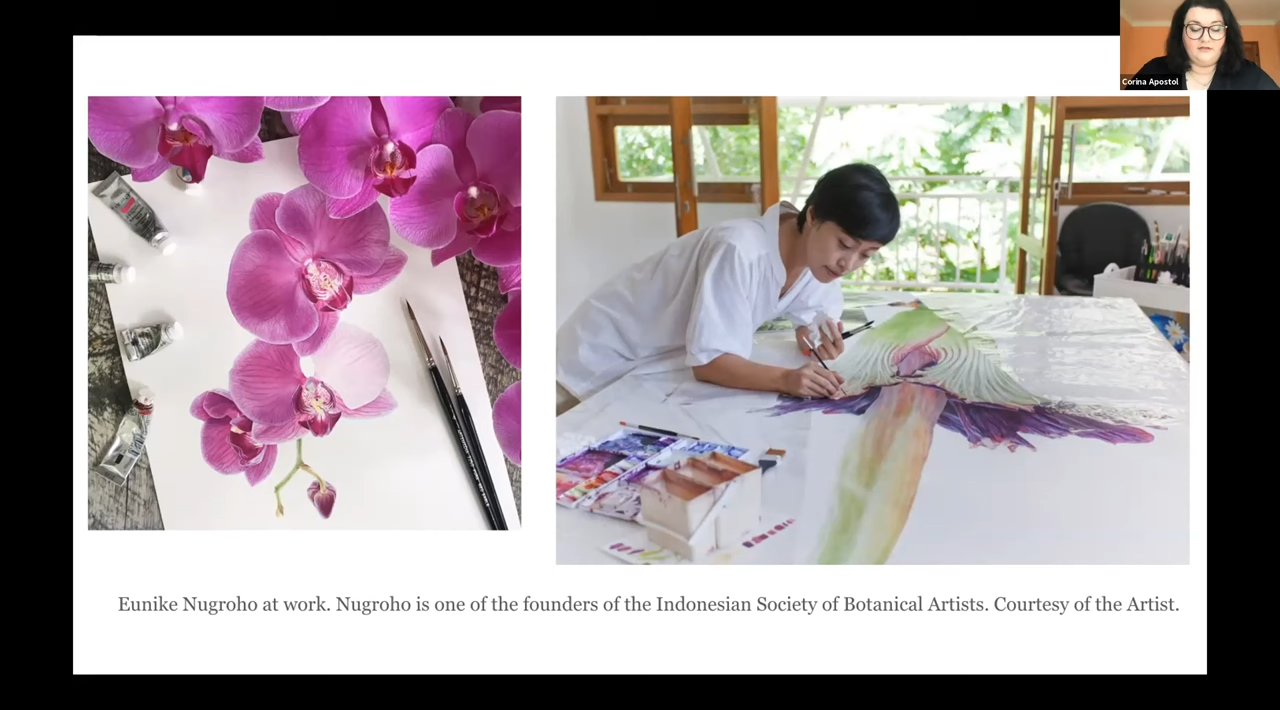 Corina Apostol
Eunike Nugroho at work. Nugroho is one of the founders of the Indonesian Society of Botanical Artists. Courtesy of the Artist.